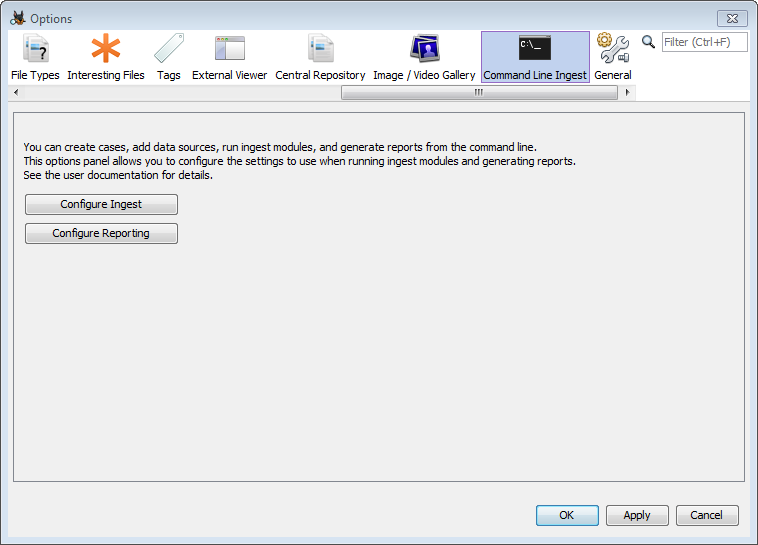 Options
File Types Interesting Files Tags External Viewer Central Repository Image / Video Gallery Command Line Ingest General
C:\_
?
Filter (Ctrl+F)
You can create cases, add data sources, run ingest modules, and generate reports from the command line.
This options panel allows you to configure the settings to use when running ingest modules and generating reports.
See the user documentation for details.
Configure Ingest
Configure Reporting
OK Apply Cancel